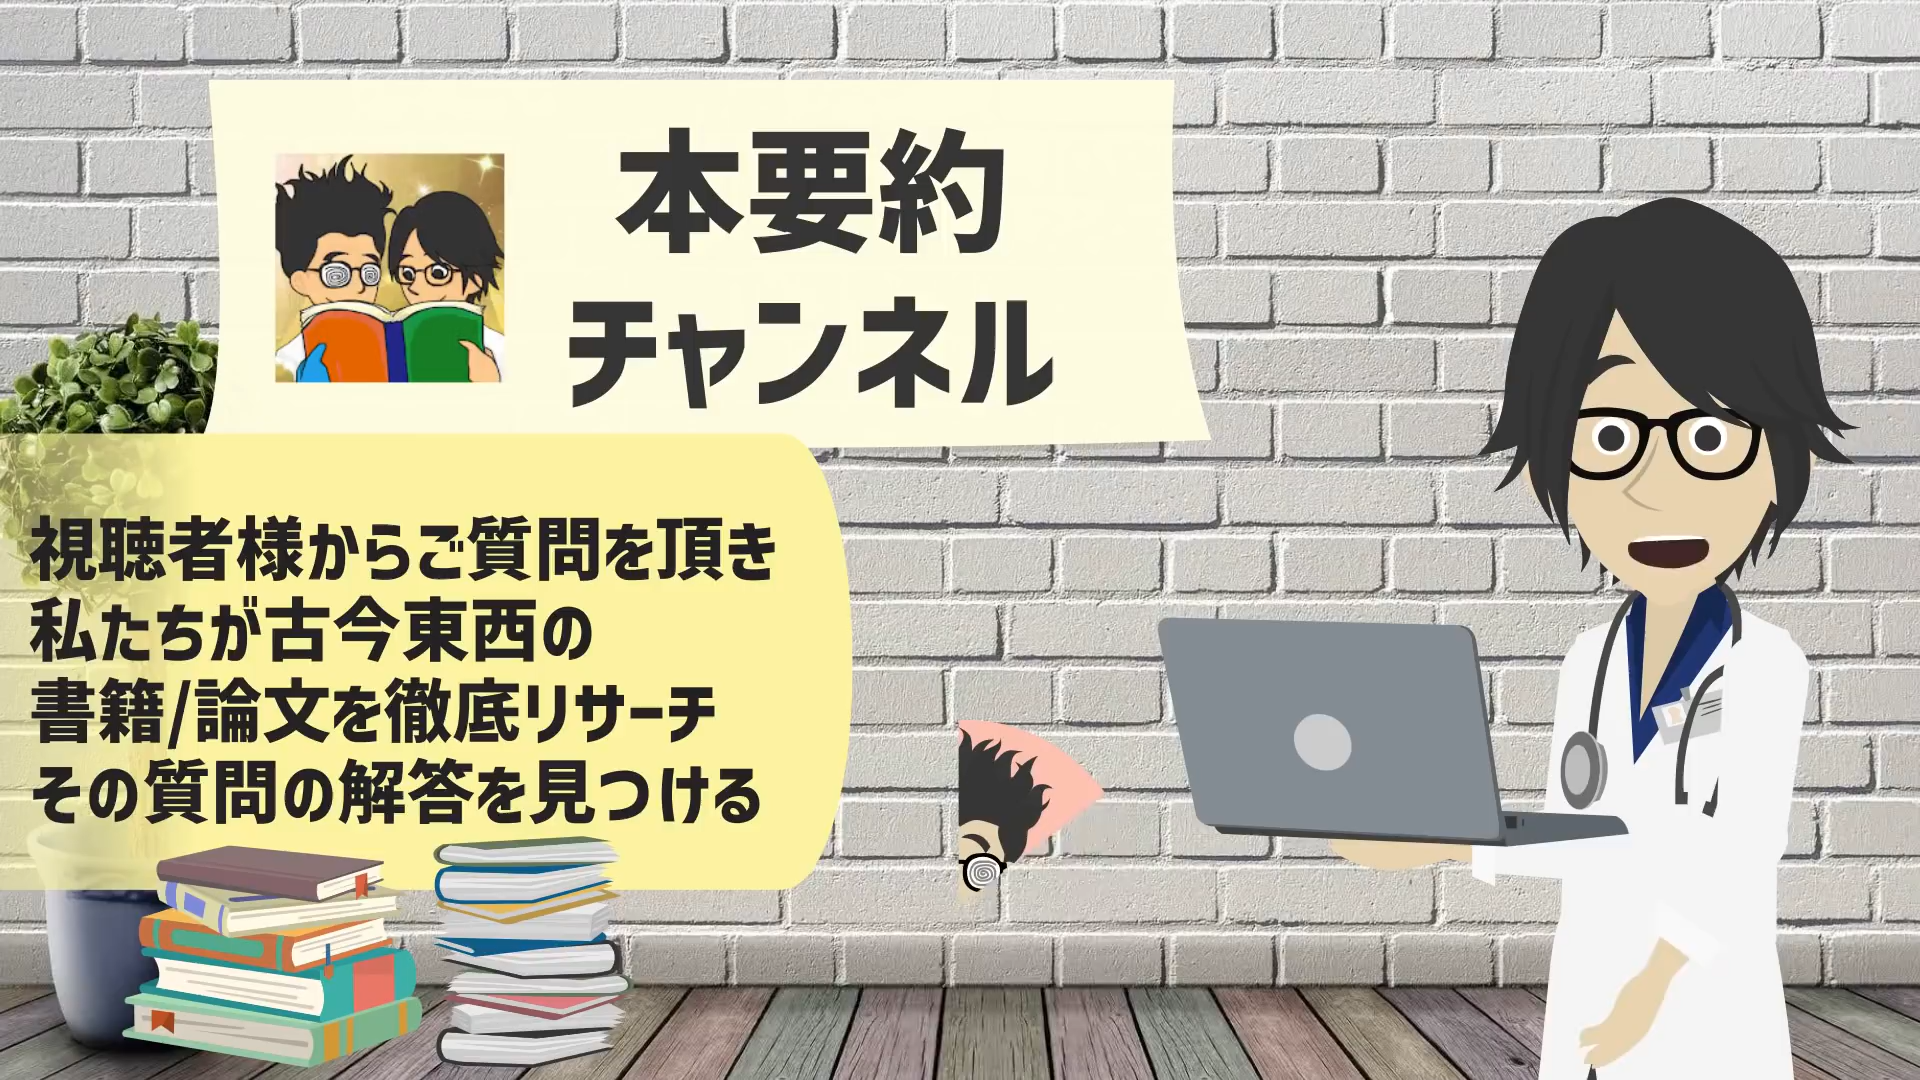 本要約
チャンネル
視聴者様からご質問を頂き
私たちが古今東西の
書籍/論文を徹底リサーチ
その質問の解答を見つける